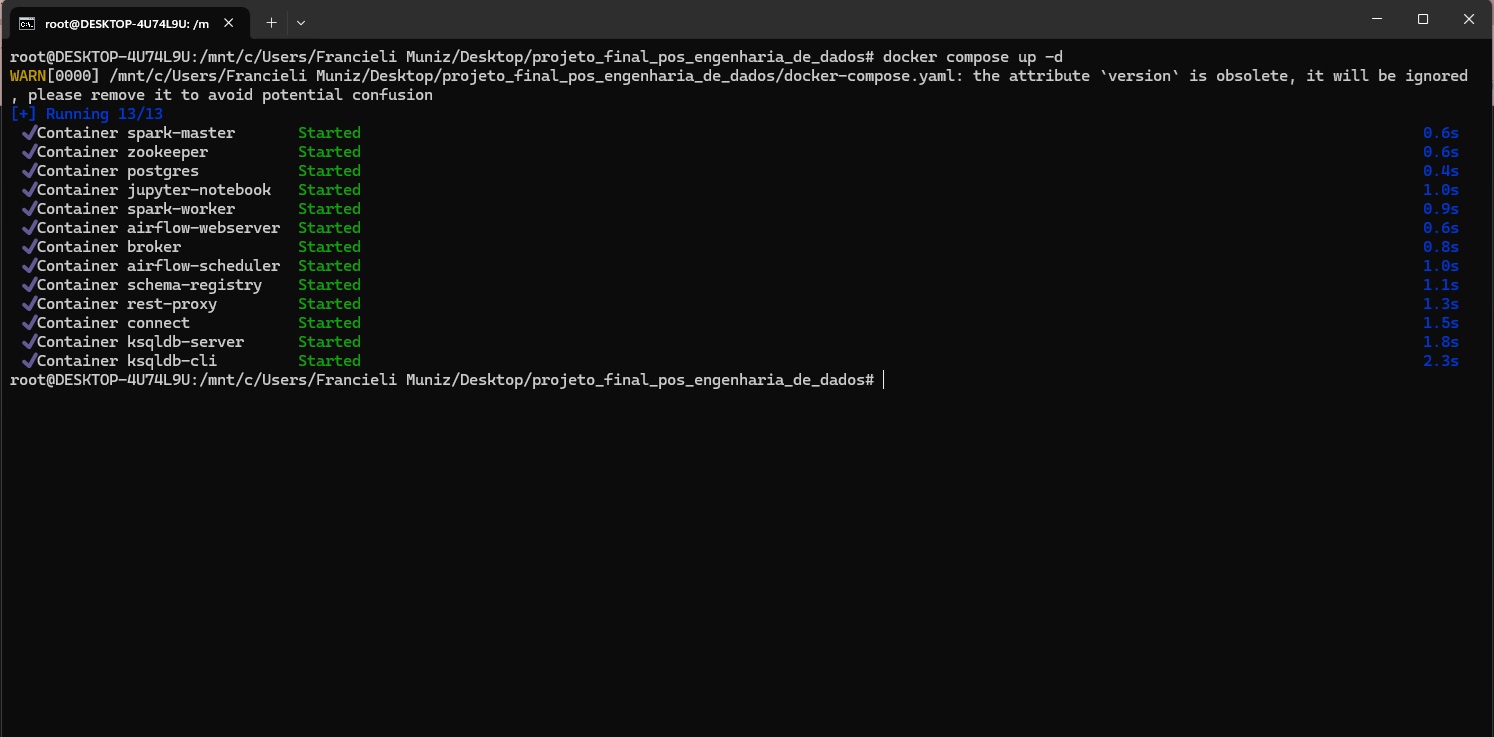 root@DESKTOP-4U74L9U: /m
root@DESKTOP-4U74L9U:/mnt/c/Users/Francieli Muniz/Desktop/projeto_final_pos_engenharia_de_dados# docker compose up -d
WARN[0000] /mnt/c/Users/Francieli Muniz/Desktop/projeto_final_pos_engenharia_de_dados/docker-compose.yaml: the attribute `version` is obsolete, it will be ignored
, please remove it to avoid potential confusion
[+] Running 13/13
✔Container spark-master Started 0.6s
✔Container zookeeper Started 0.6s
✔Container postgres Started 0.4s
✔Container jupyter-notebook Started 1.0s
✔Container spark-worker Started 0.9s
✔Container airflow-webserver Started 0.6s
✔Container broker Started 0.8s
✔Container airflow-scheduler Started 1.0s
✔Container schema-registry Started 1.1s
✔Container rest-proxy Started 1.3s
✔Container connect Started 1.5s
✔Container ksqldb-server Started 1.8s
✔Container ksqldb-cli Started 2.3s
root@DESKTOP-4U74L9U:/mnt/c/Users/Francieli Muniz/Desktop/projeto_final_pos_engenharia_de_dados#